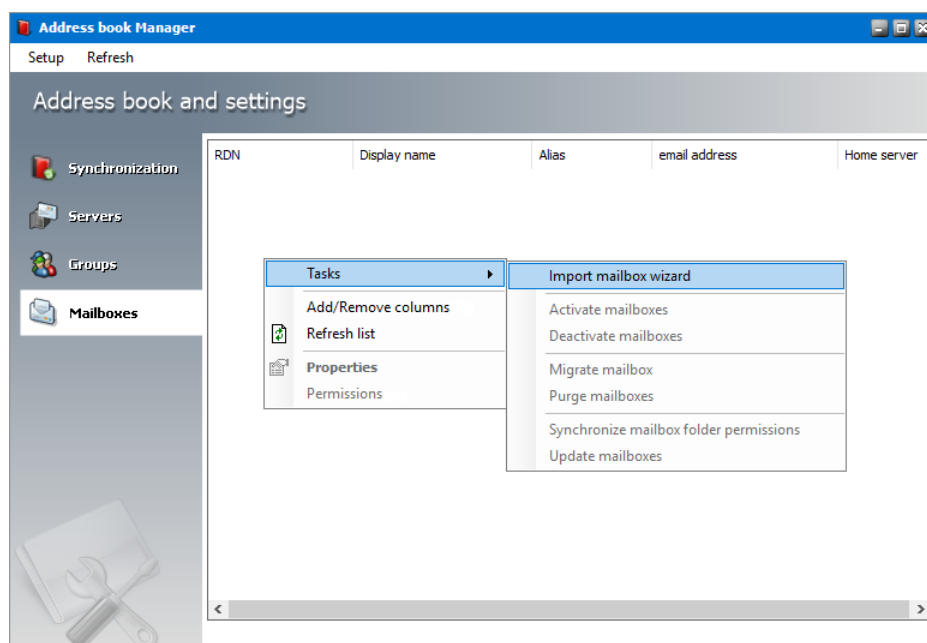 Address book Manager
Setup Refresh
Address book and settings
Synchronization
Servers
Groups
Mailboxes
RDN Display name Alias email address Home server
Tasks
Add/Remove columns
Refresh list
Properties
Permissions
Import mailbox wizard
Activate mailboxes
Deactivate mailboxes
Migrate mailbox
Purge mailboxes
Synchronize mailbox folder permissions
Update mailboxes